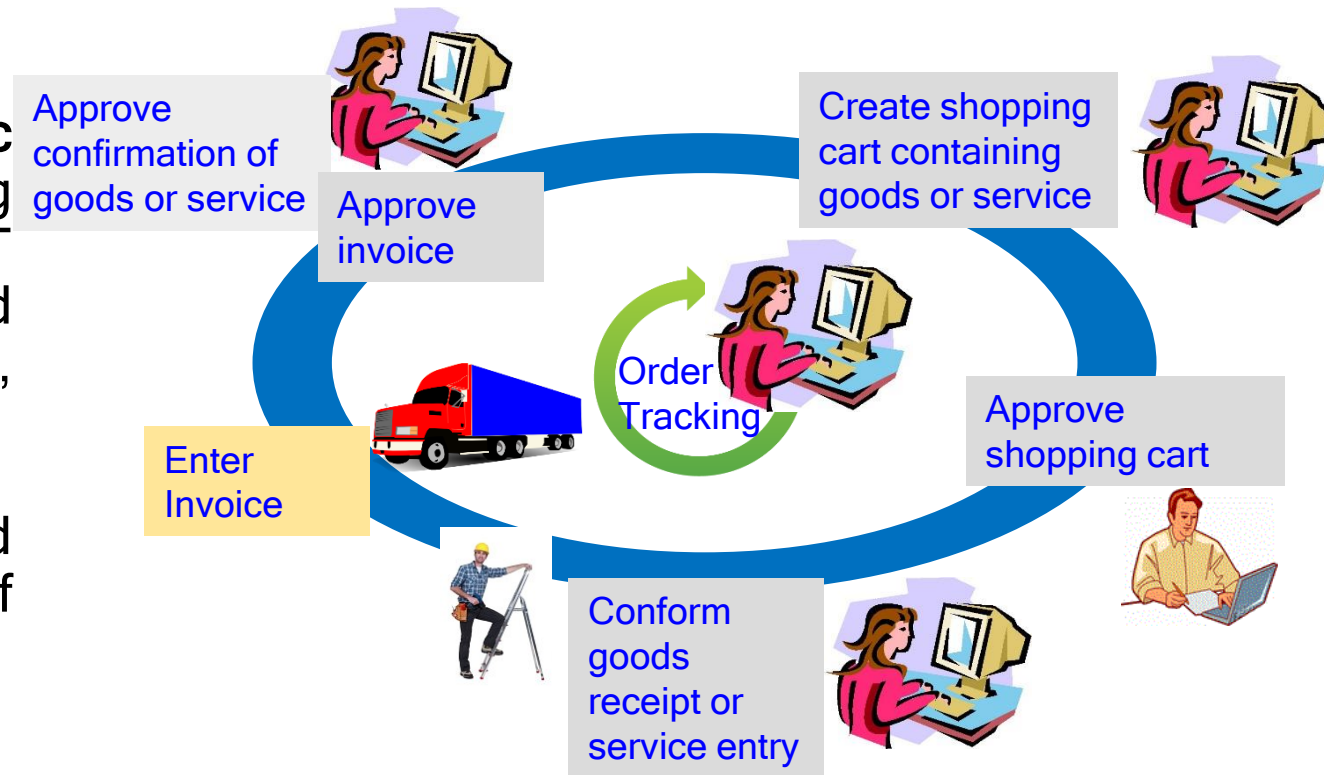 c
g
d
,
d
f
Approve
confirmation of
goods or service
Approve
invoice
Create shopping
cart containing
goods or service
Order
Tracking
Approve
shopping cart
Enter
Invoice
Conform
goods
receipt or
service entry